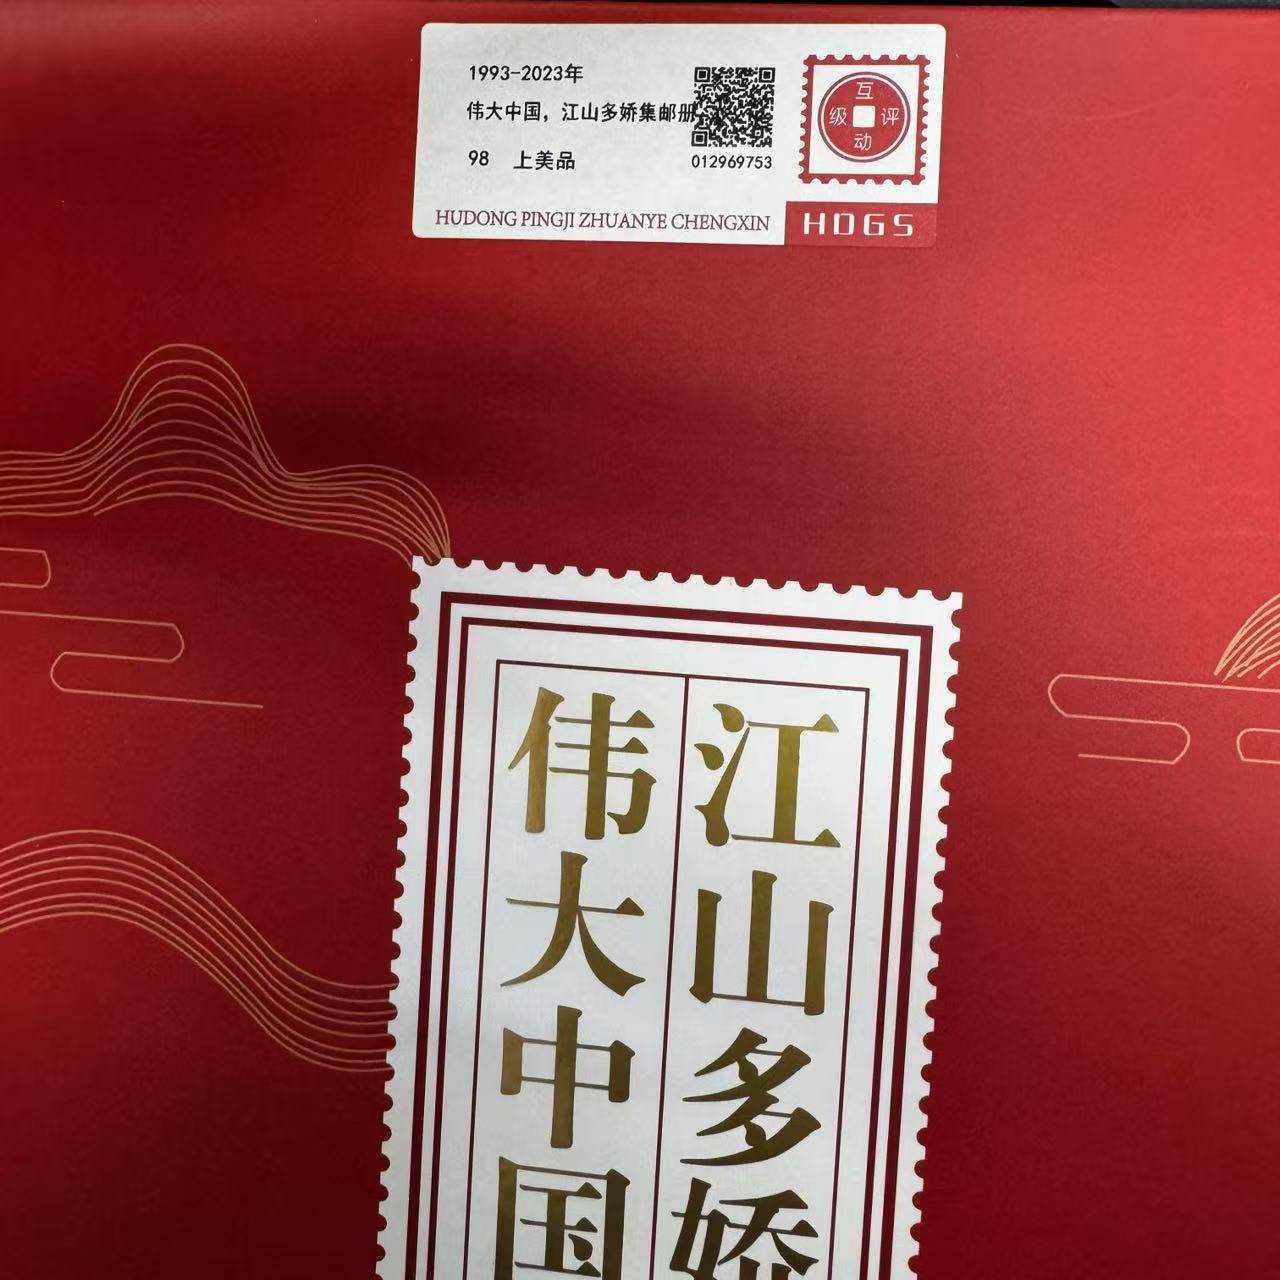 1993-2023年
伟大中国，江山多娇集邮册
98 上美品
012969753
HUDONG PINGJI ZHUANYE CHENGXIN
互动评级
HDGS
江山多娇
伟大中国